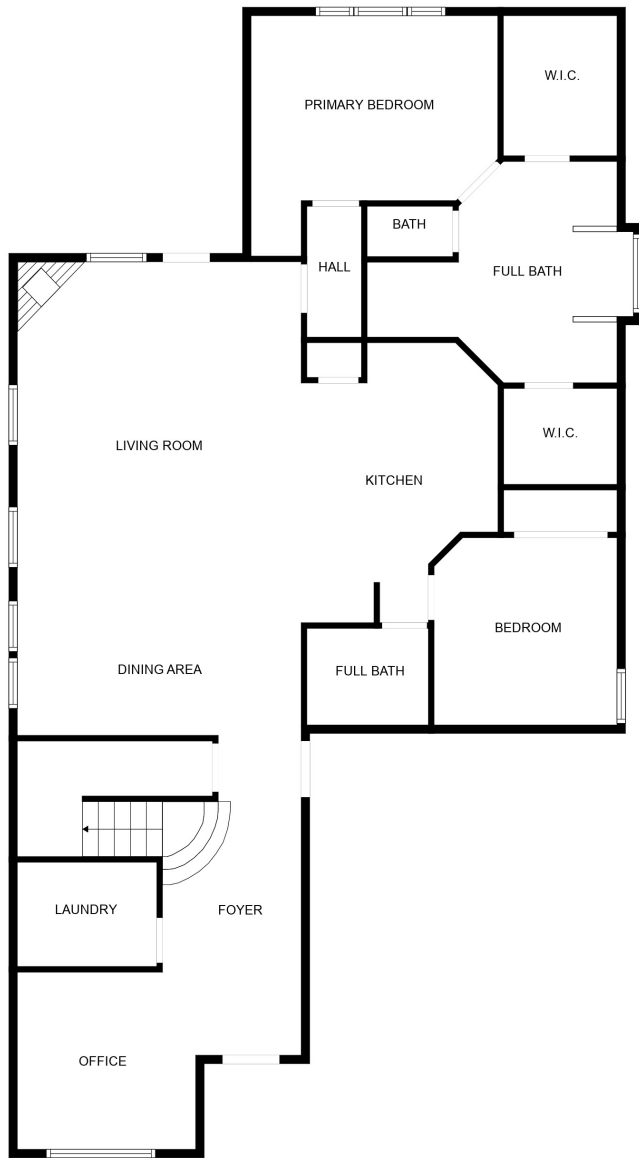 W.I.C.
PRIMARY BEDROOM
BATH
HALL
FULL BATH
W.I.C.
LIVING ROOM
KITCHEN
BEDROOM
DINING AREA
FULL BATH
LAUNDRY
FOYER
OFFICE